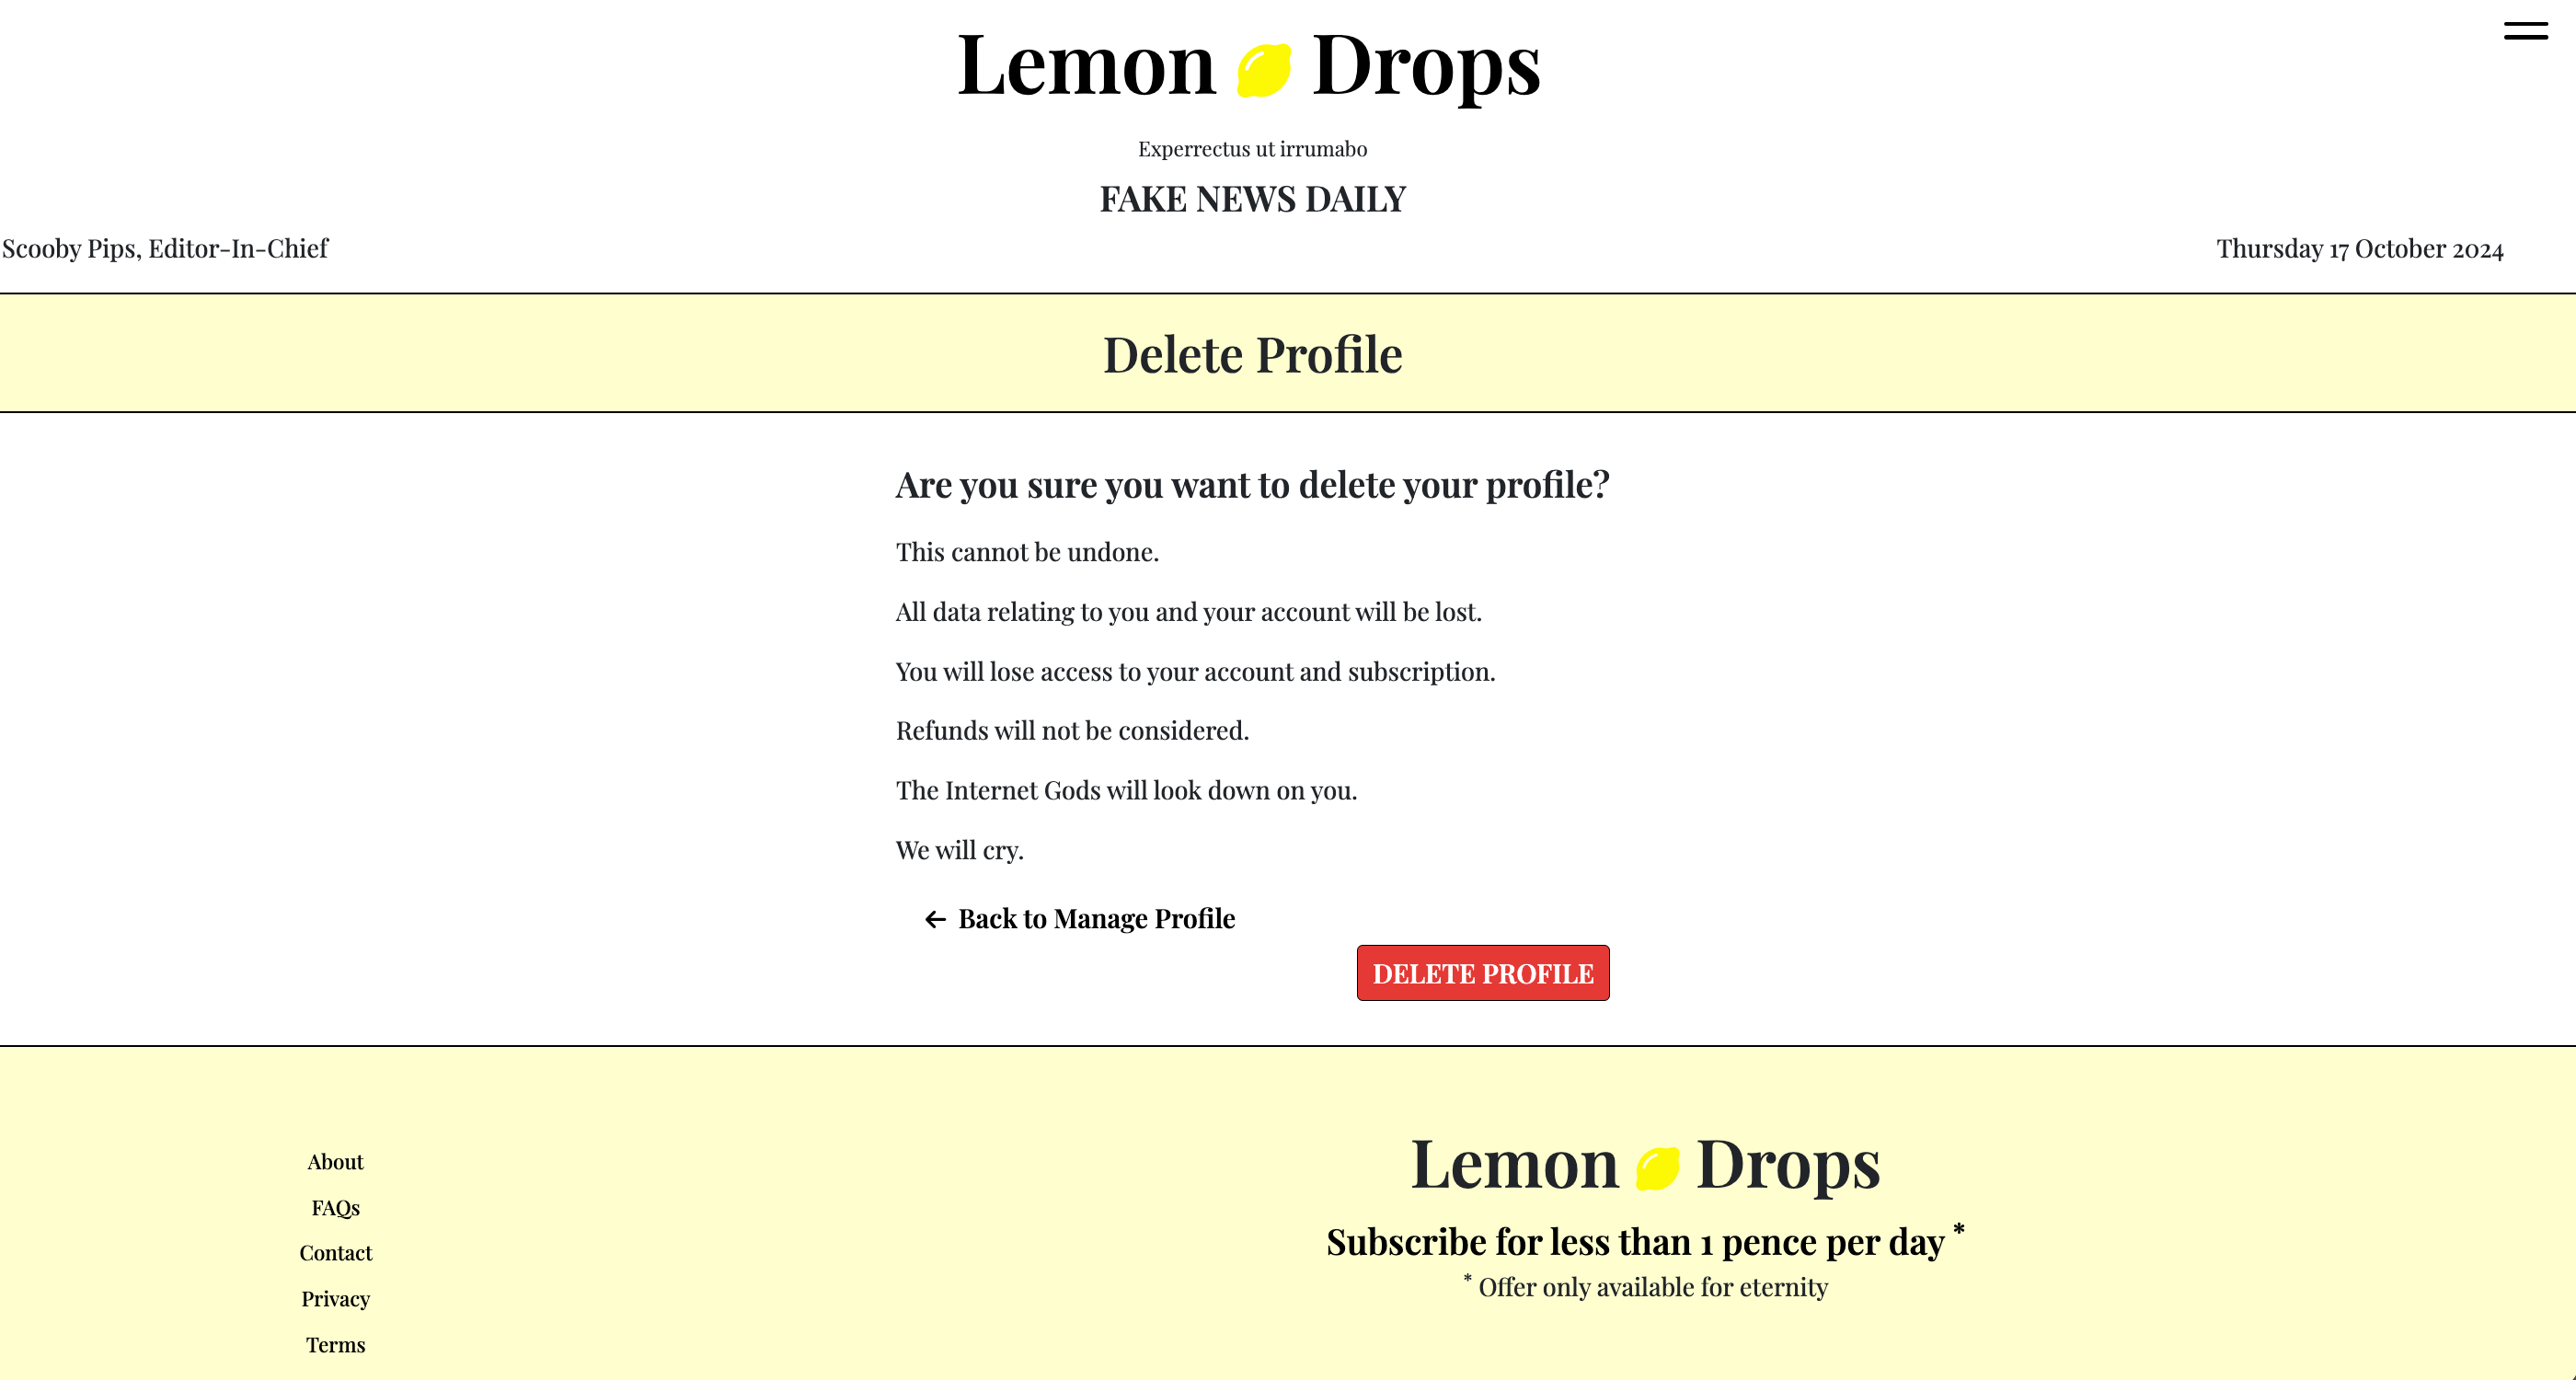 Lemon Drops
Experrectus ut irrumabo
FAKE NEWS DAILY
Scooby Pips, Editor-In-Chief
Thursday 17 October 2024
Delete Profile
Are you sure you want to delete your profile?
This cannot be undone.
All data relating to you and your account will be lost.
You will lose access to your account and subscription.
Refunds will not be considered.
The Internet Gods will look down on you.
We will cry.
← Back to Manage Profile
DELETE PROFILE
About
FAQs
Contact
Privacy
Terms
Lemon Drops
Subscribe for less than 1 pence per day *
* Offer only available for eternity